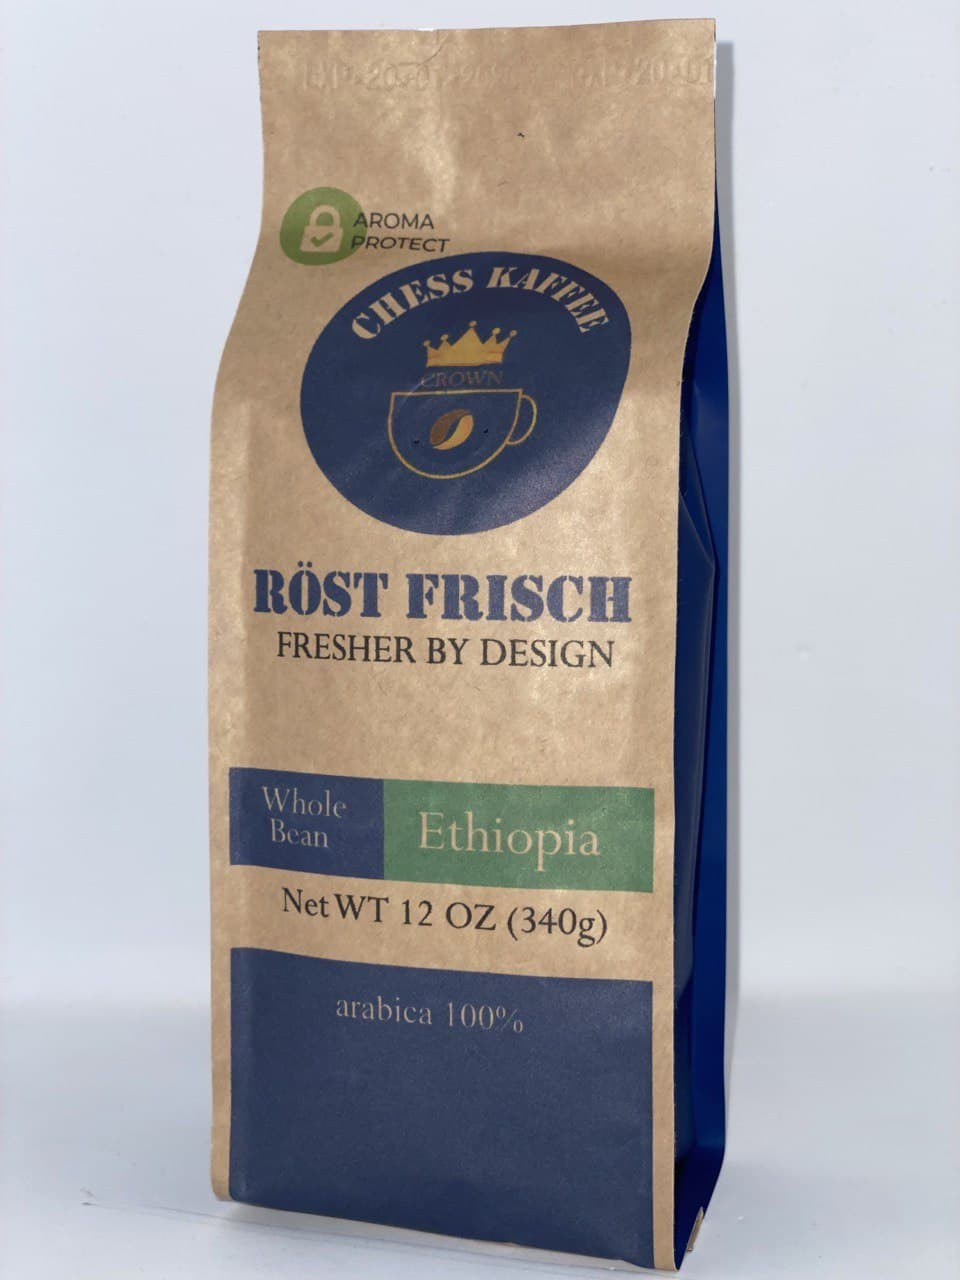 AROMA
PROTECT
CHESS KAFFEE
CROWN
RÖST FRISCH
FRESHER BY DESIGN
Whole
Bean
Ethiopia
Net WT 12 OZ (340g)
arabica 100%